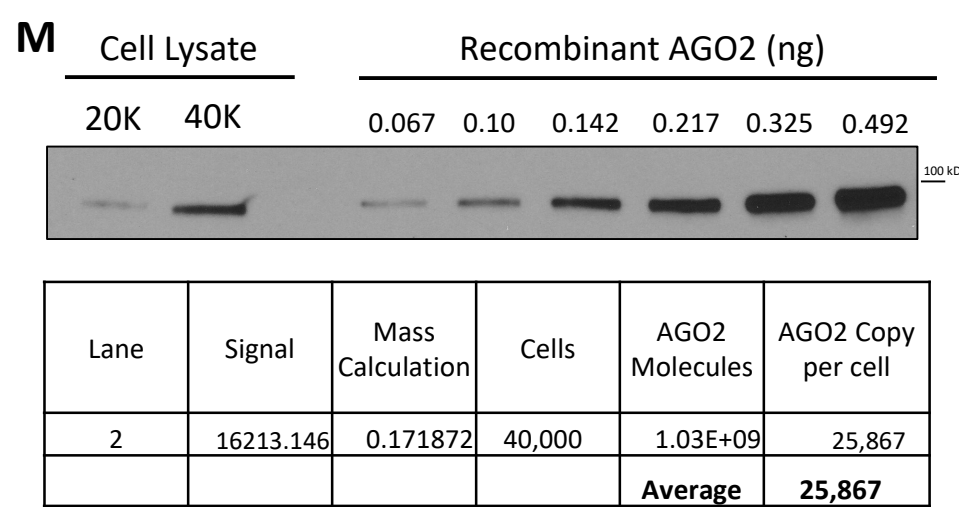 M
Cell Lysate Recombinant AGO2 (ng)
20K 40K 0.067 0.10 0.142 0.217 0.325 0.492
100 kD
Lane Signal Mass Calculation Cells AGO2 Molecules AGO2 Copy per cell
2 16213.146 0.171872 40,000 1.03E+09 25,867
Average 25,867